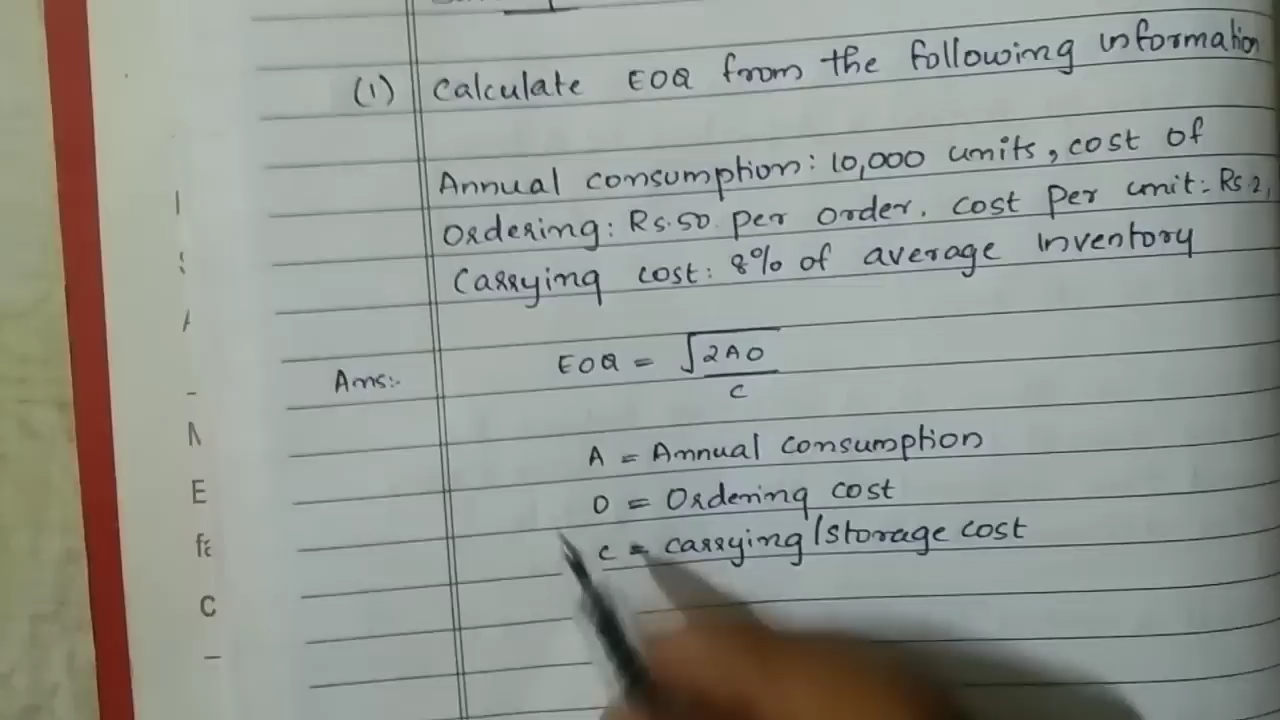 (1) Calculate EOQ from the following information
Annual consumption: 10,000 units, cost of
Ordering: Rs.50. per order. cost per unit: Rs.2,
Carrying cost: 8% of average inventory
Ans:- EOQ = √2AO
C
A = Annual consumption
O = Ordering cost
C = carrying/storage cost
N
E
C